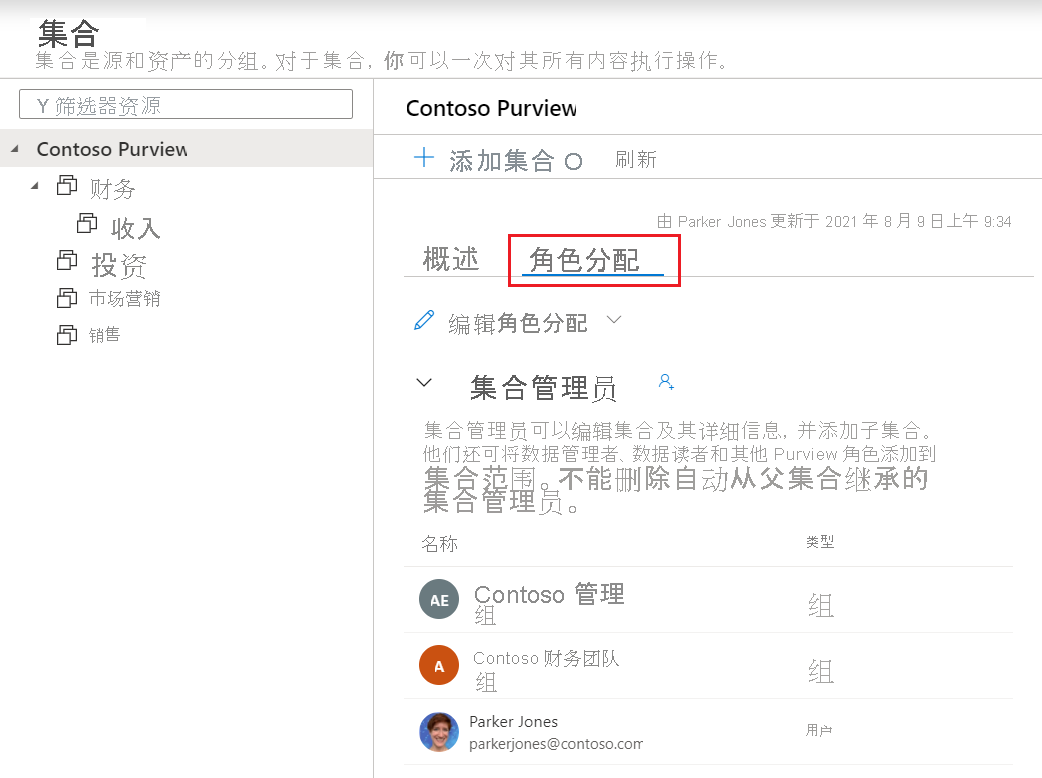 集合
集合是源和资产的分组。对于集合，你可以一次对其所有内容执行操作。
Y 筛选器资源
Contoso Purview
财务
收入
投资
市场营销
销售
Contoso Purview
添加集合 刷新
由 Parker Jones 更新于 2021 年 8 月 9 日上午 9:34
概述 角色分配
编辑角色分配
集合管理员
集合管理员可以编辑集合及其详细信息，并添加子集合。
他们还可将数据管理者、数据读者和其他 Purview 角色添加到
集合范围。不能删除自动从父集合继承的
集合管理员。
名称 类型
AE Contoso 管理 组
组
A Contoso 财务团队 组
组
Parker Jones 用户
parkerjones@contoso.com